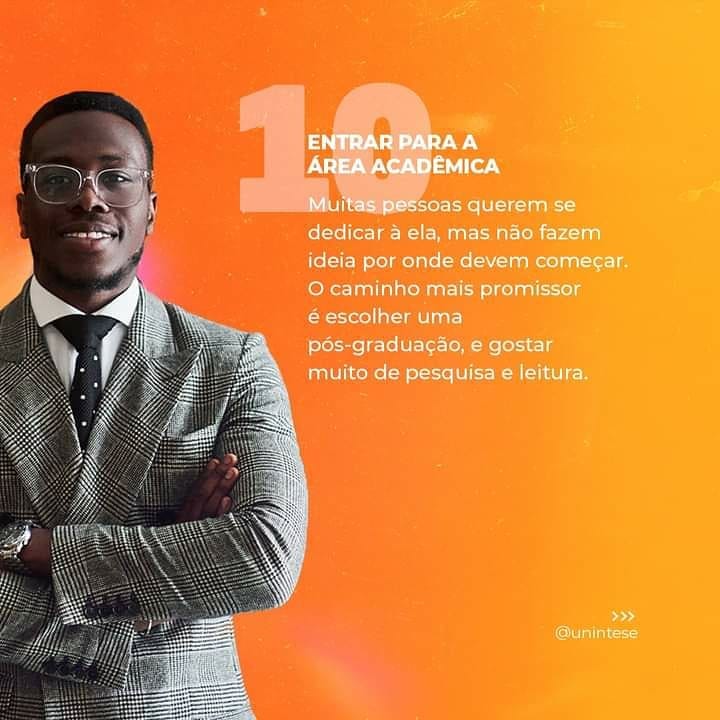 10
ENTRAR PARA A
ÁREA ACADÊMICA
Muitas pessoas querem se
dedicar à ela, mas não fazem
ideia por onde devem começar.
O caminho mais promissor
é escolher uma
pós-graduação, e gostar
muito de pesquisa e leitura.
>>>
@unintese